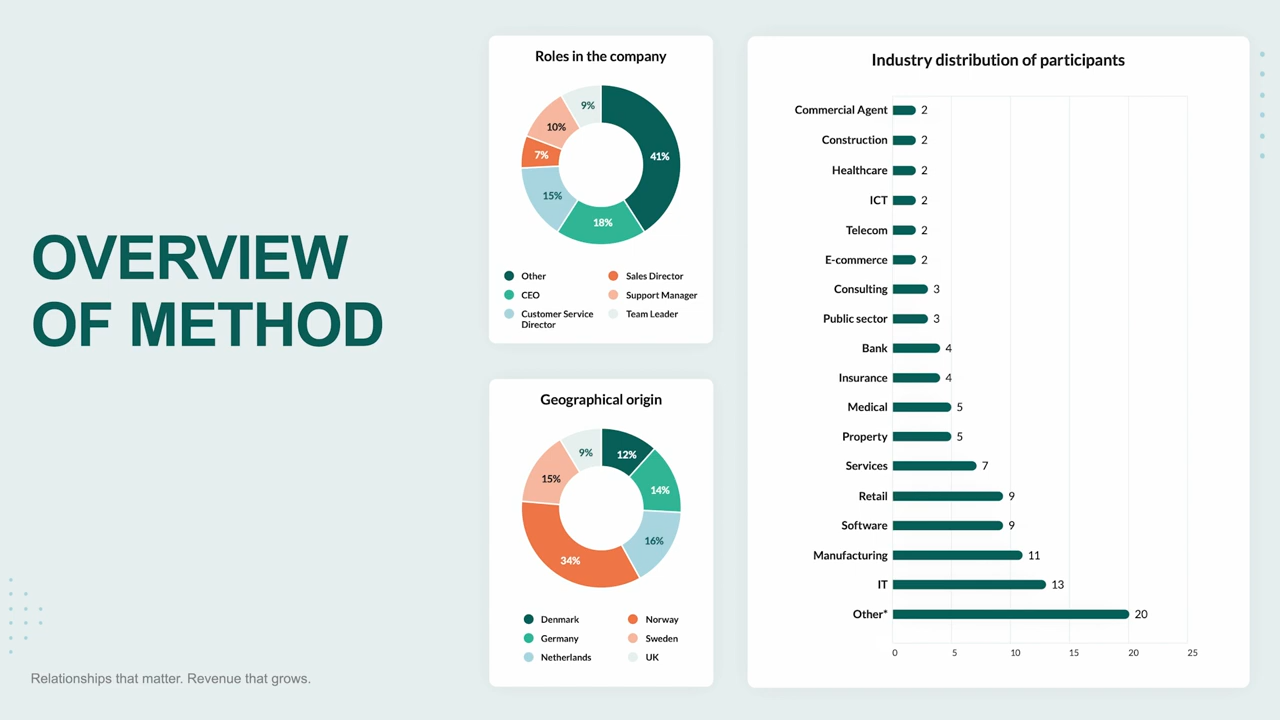 OVERVIEW
OF METHOD
Relationships that matter. Revenue that grows.
Roles in the company
9%
10%
7%
15%
18%
41%
Other
CEO
Customer Service
Director
Sales Director
Support Manager
Team Leader
Geographical origin
9%
12%
15%
14%
16%
34%
Denmark
Germany
Netherlands
Norway
Sweden
UK
Industry distribution of participants
Commercial Agent 2
Construction 2
Healthcare 2
ICT 2
Telecom 2
E-commerce 2
Consulting 3
Public sector 3
Bank 4
Insurance 4
Medical 5
Property 5
Services 7
Retail 9
Software 9
Manufacturing 11
IT 13
Other* 20
0 5 10 15 20 25